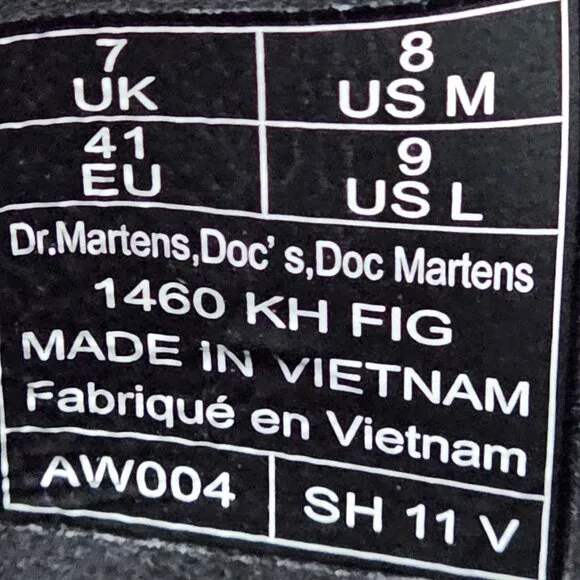 7
UK
8
US M
41
EU
9
US L
Dr.Martens,Doc's,Doc Martens
1460 KH FIG
MADE IN VIETNAM
Fabriqué en Vietnam
AW004
SH 11 V